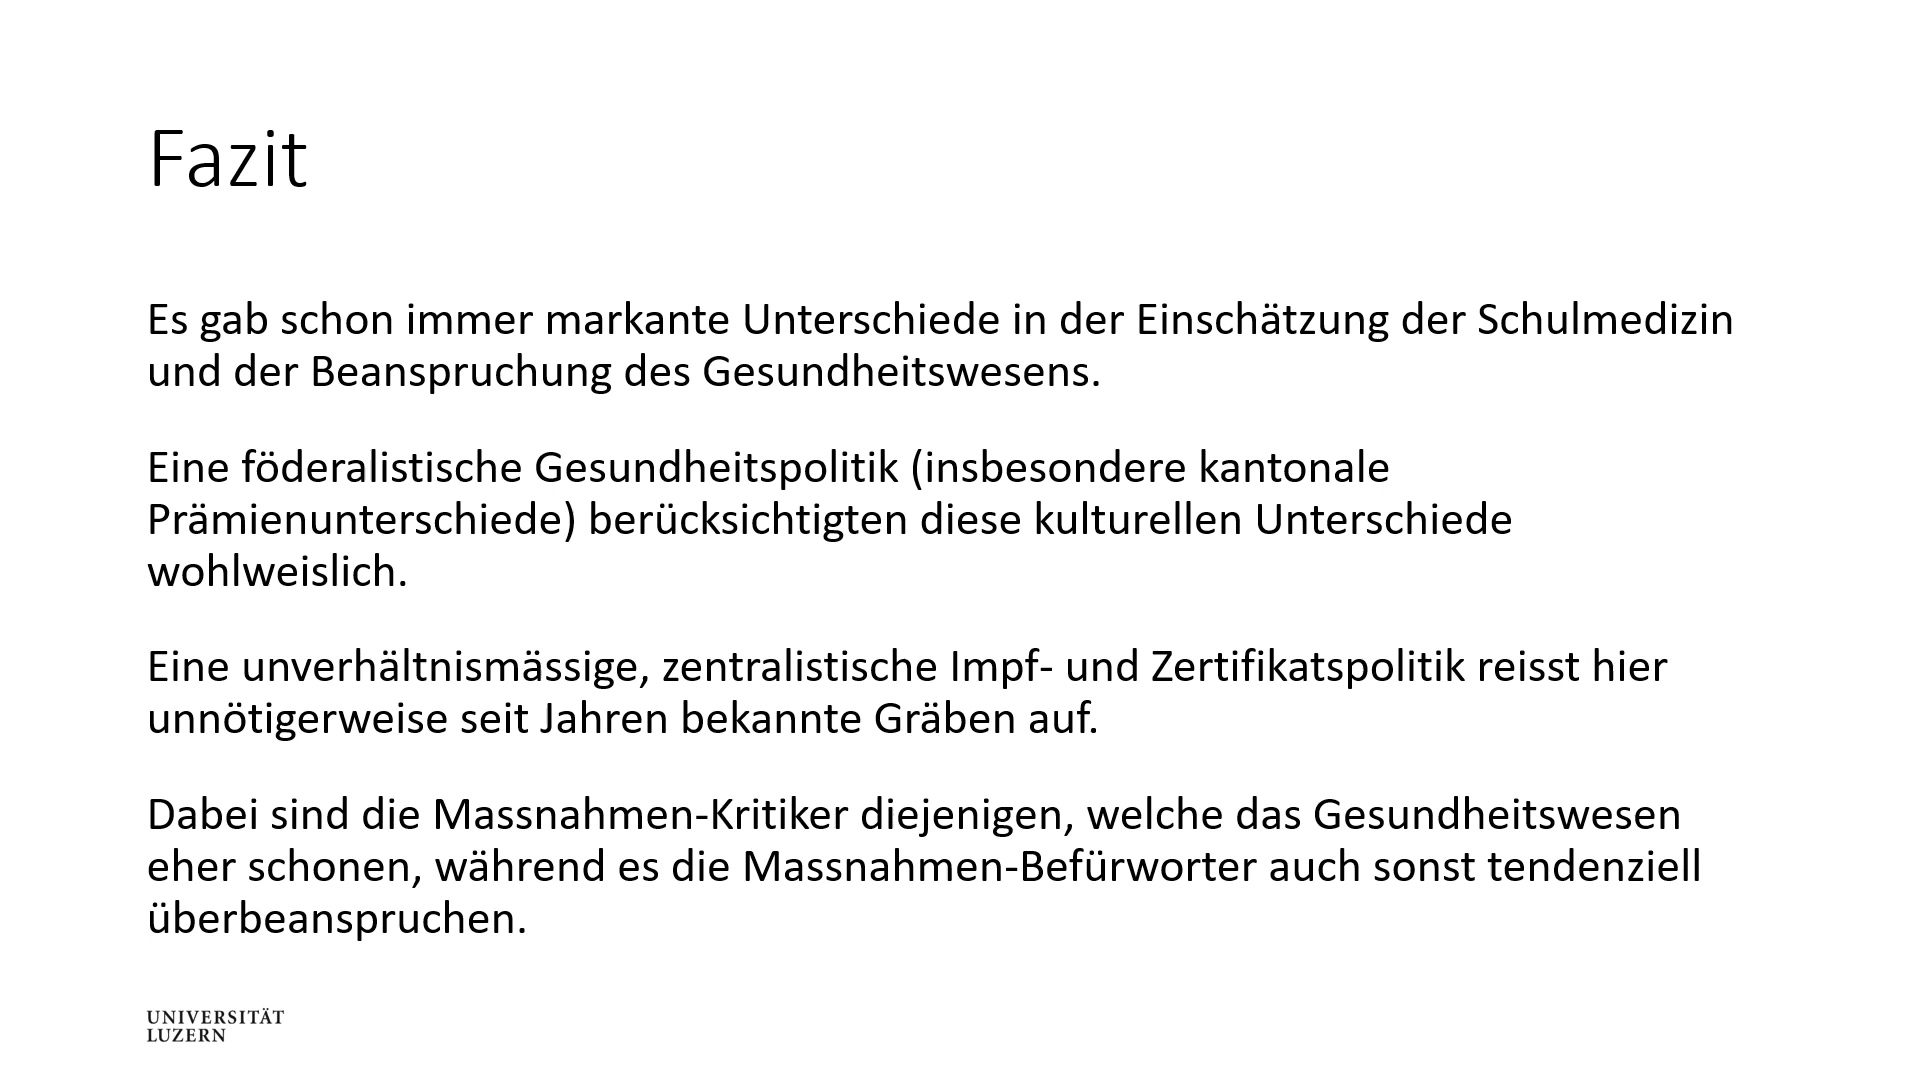 Fazit
Es gab schon immer markante Unterschiede in der Einschätzung der Schulmedizin
und der Beanspruchung des Gesundheitswesens.
Eine föderalistische Gesundheitspolitik (insbesondere kantonale
Prämienunterschiede) berücksichtigten diese kulturellen Unterschiede
wohlweislich.
Eine unverhältnismässige, zentralistische Impf- und Zertifikatspolitik reisst hier
unnötigerweise seit Jahren bekannte Gräben auf.
Dabei sind die Massnahmen-Kritiker diejenigen, welche das Gesundheitswesen
eher schonen, während es die Massnahmen-Befürworter auch sonst tendenziell
überbeanspruchen.
UNIVERSITÄT
LUZERN